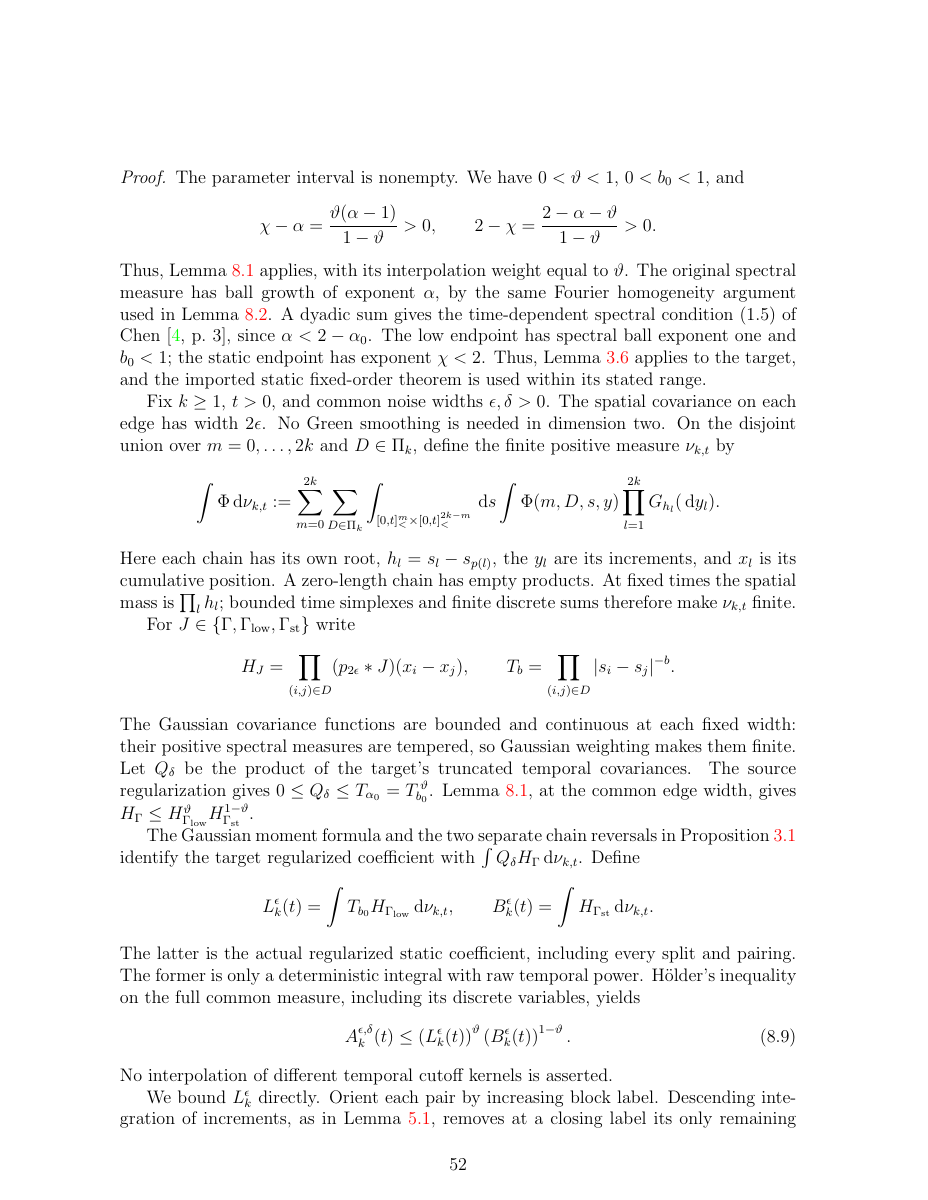 Proof. The parameter interval is nonempty. We have 0 < ϑ < 1, 0 < b₀ < 1, and
χ − α = ϑ(α − 1)/(1 − ϑ) > 0, 2 − χ = (2 − α − ϑ)/(1 − ϑ) > 0.
Thus, Lemma 8.1 applies, with its interpolation weight equal to ϑ. The original spectral
measure has ball growth of exponent α, by the same Fourier homogeneity argument
used in Lemma 8.2. A dyadic sum gives the time-dependent spectral condition (1.5) of
Chen [4, p. 3], since α < 2 − α₀. The low endpoint has spectral ball exponent one and
b₀ < 1; the static endpoint has exponent χ < 2. Thus, Lemma 3.6 applies to the target,
and the imported static fixed-order theorem is used within its stated range.
Fix k ≥ 1, t > 0, and common noise widths ϵ, δ > 0. The spatial covariance on each
edge has width 2ϵ. No Green smoothing is needed in dimension two. On the disjoint
union over m = 0, . . . , 2k and D ∈ Π_k, define the finite positive measure ν_{k,t} by
∫ Φ dν_{k,t} := ∑_{m=0}^{2k} ∑_{D∈Π_k} ∫_{[0,t]^m_< × [0,t]^{2k−m}_<} ds ∫ Φ(m, D, s, y) ∏_{l=1}^{2k} G_{h_l}( dy_l).
Here each chain has its own root, h_l = s_l − s_{p(l)}, the y_l are its increments, and x_l is its
cumulative position. A zero-length chain has empty products. At fixed times the spatial
mass is ∏_l h_l; bounded time simplexes and finite discrete sums therefore make ν_{k,t} finite.
For J ∈ {Γ, Γ_low, Γ_st} write
H_J = ∏_{(i,j)∈D} (p_{2ϵ} ∗ J)(x_i − x_j), T_b = ∏_{(i,j)∈D} |s_i − s_j|^{−b}.
The Gaussian covariance functions are bounded and continuous at each fixed width:
their positive spectral measures are tempered, so Gaussian weighting makes them finite.
Let Q_δ be the product of the target's truncated temporal covariances. The source
regularization gives 0 ≤ Q_δ ≤ T_{α₀} = T_{b₀}^ϑ. Lemma 8.1, at the common edge width, gives
H_Γ ≤ H_{Γ_low}^ϑ H_{Γ_st}^{1−ϑ}.
The Gaussian moment formula and the two separate chain reversals in Proposition 3.1
identify the target regularized coefficient with ∫ Q_δ H_Γ dν_{k,t}. Define
L_k^ϵ(t) = ∫ T_{b₀} H_{Γ_low} dν_{k,t}, B_k^ϵ(t) = ∫ H_{Γ_st} dν_{k,t}.
The latter is the actual regularized static coefficient, including every split and pairing.
The former is only a deterministic integral with raw temporal power. Hölder's inequality
on the full common measure, including its discrete variables, yields
A_k^{ϵ,δ}(t) ≤ (L_k^ϵ(t))^ϑ (B_k^ϵ(t))^{1−ϑ} . (8.9)
No interpolation of different temporal cutoff kernels is asserted.
We bound L_k^ϵ directly. Orient each pair by increasing block label. Descending inte-
gration of increments, as in Lemma 5.1, removes at a closing label its only remaining
52